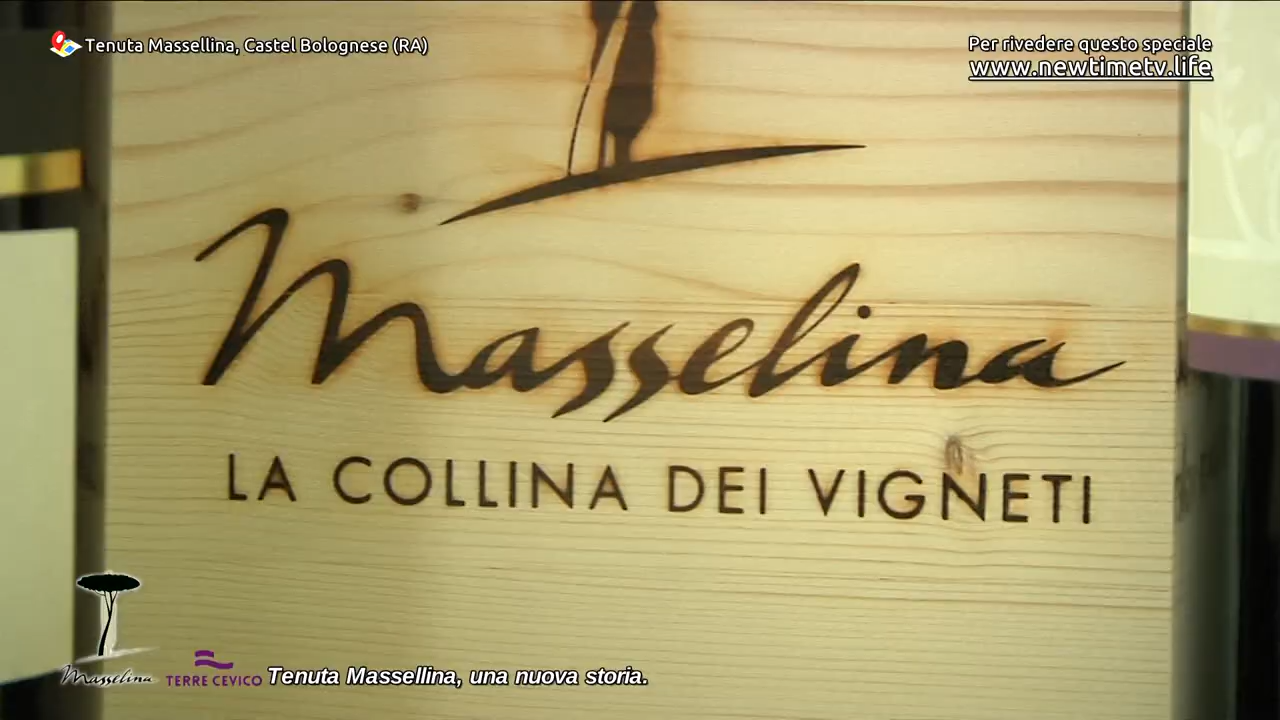 Tenuta Massellina, Castel Bolognese (RA)
Per rivedere questo speciale
www.newtimetv.life
Masselina
LA COLLINA DEI VIGNETI
Masselina
TERRE CEVICO
Tenuta Massellina, una nuova storia.